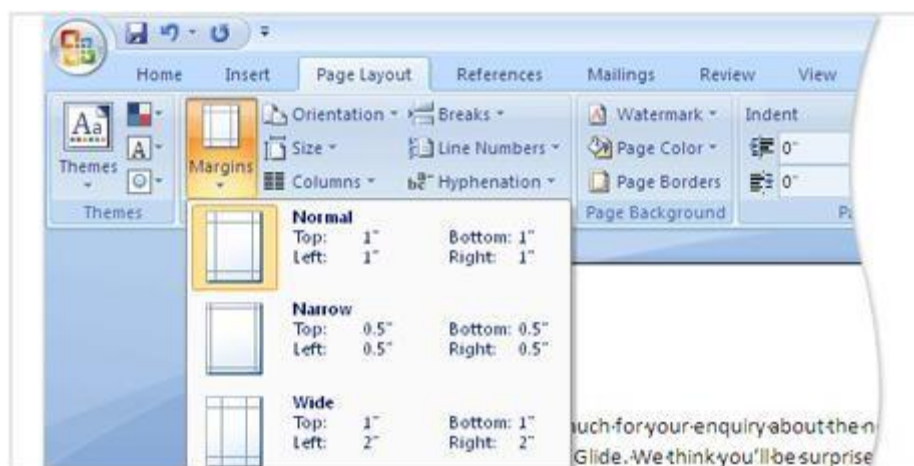 Home Insert Page Layout References Mailings Review View
Aa Orientation Breaks Watermark Indent
A Size Line Numbers Page Color 0"
Themes Margins Columns Hyphenation Page Borders 0"
Themes Page Background
Normal
Top: 1" Bottom: 1"
Left: 1" Right: 1"
Narrow
Top: 0.5" Bottom: 0.5"
Left: 0.5" Right: 0.5"
Wide
Top: 1" Bottom: 1"
Left: 2" Right: 2"
for your enquiry about the
Glide. We think you'll be